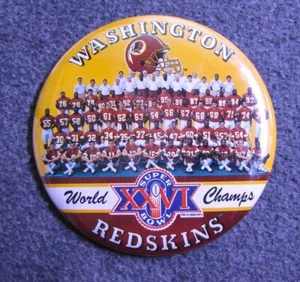 WASHINGTON
World
SUPER
XXVI
BOWL
Champs
REDSKINS